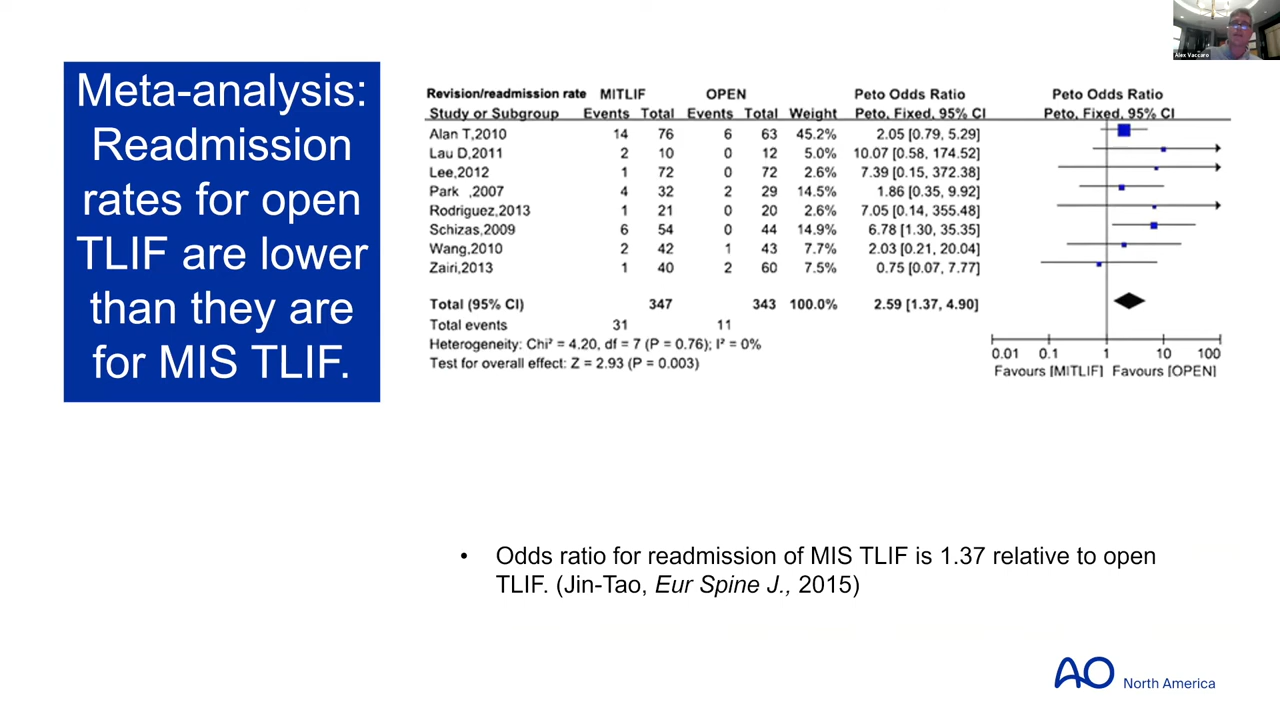 Alex Vaccaro
Meta-analysis:
Readmission
rates for open
TLIF are lower
than they are
for MIS TLIF.
Revision/readmission rate MITLIF OPEN Peto Odds Ratio Peto Odds Ratio
Study or Subgroup Events Total Events Total Weight Peto, Fixed, 95% CI Peto, Fixed, 95% CI
Alan T,2010 14 76 6 63 45.2% 2.05 [0.79, 5.29]
Lau D,2011 2 10 0 12 5.0% 10.07 [0.58, 174.52]
Lee,2012 1 72 0 72 2.6% 7.39 [0.15, 372.38]
Park ,2007 4 32 2 29 14.5% 1.86 [0.35, 9.92]
Rodriguez,2013 1 21 0 20 2.6% 7.05 [0.14, 355.48]
Schizas,2009 6 54 0 44 14.9% 6.78 [1.30, 35.35]
Wang,2010 2 42 1 43 7.7% 2.03 [0.21, 20.04]
Zairi,2013 1 40 2 60 7.5% 0.75 [0.07, 7.77]
Total (95% CI) 347 343 100.0% 2.59 [1.37, 4.90]
Total events 31 11
Heterogeneity: Chi² = 4.20, df = 7 (P = 0.76); I² = 0%
Test for overall effect: Z = 2.93 (P = 0.003)
0.01 0.1 1 10 100
Favours [MITLIF] Favours [OPEN]
• Odds ratio for readmission of MIS TLIF is 1.37 relative to open
TLIF. (Jin-Tao, Eur Spine J., 2015)
AO North America